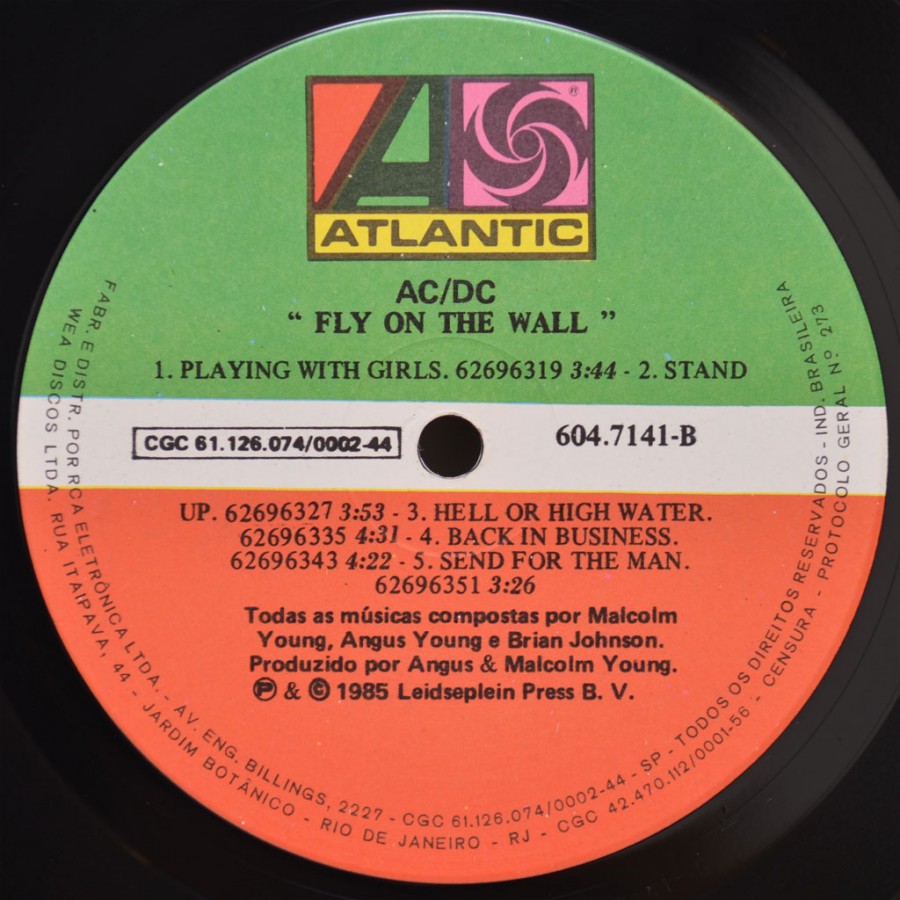 ®
ATLANTIC
AC/DC
“ FLY ON THE WALL ”
1. PLAYING WITH GIRLS. 62696319 3:44 - 2. STAND
CGC 61.126.074/0002-44
604.7141-B
UP. 62696327 3:53 - 3. HELL OR HIGH WATER.
62696335 4:31 - 4. BACK IN BUSINESS.
62696343 4:22 - 5. SEND FOR THE MAN.
62696351 3:26
Todas as músicas compostas por Malcolm
Young, Angus Young e Brian Johnson.
Produzido por Angus & Malcolm Young.
℗ & © 1985 Leidseplein Press B. V.
FABR. E DISTR. POR RCA ELETRÔNICA LTDA. - AV. ENG. BILLINGS, 2227 - CGC 61.126.074/0002-44 - SP - TODOS OS DIREITOS RESERVADOS - IND. BRASILEIRA
WEA DISCOS LTDA. RUA ITAIPAVA, 44 - JARDIM BOTÂNICO - RIO DE JANEIRO - RJ - CGC 42.470.112/0001-56 - CENSURA - PROTOCOLO GERAL Nº 273